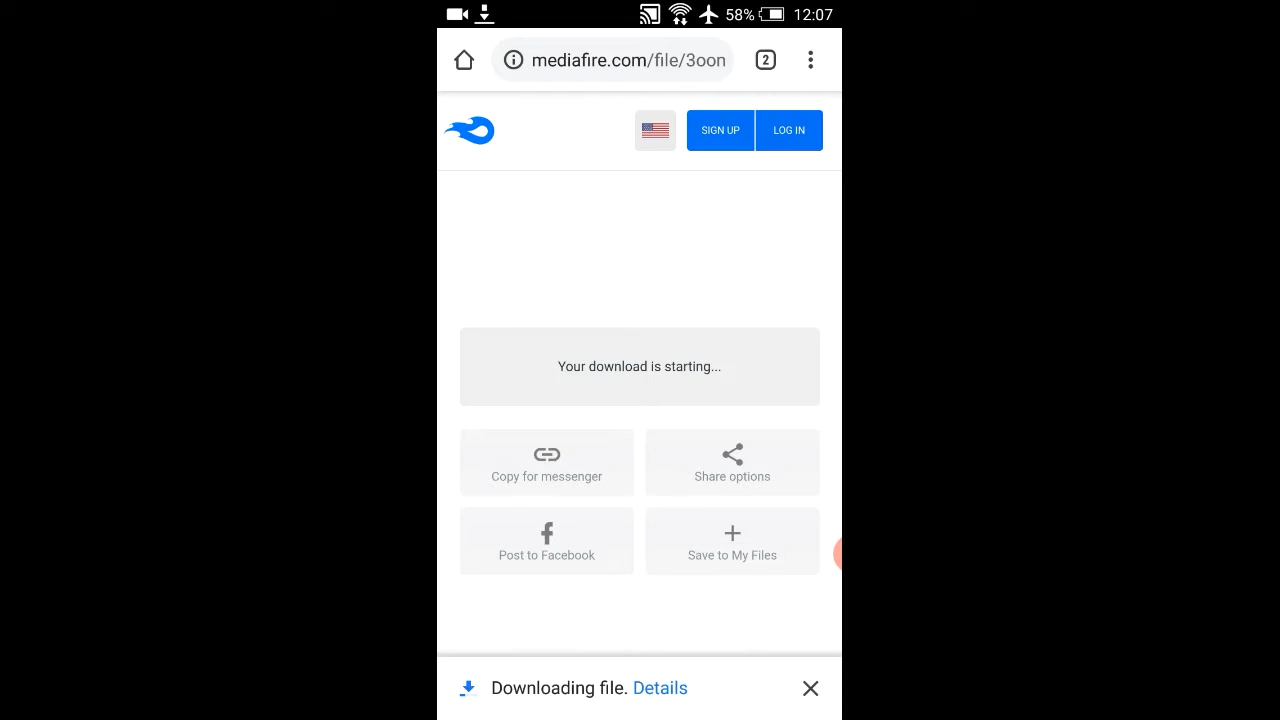 58% 12:07
mediafire.com/file/3oon 2
SIGN UP LOG IN
Your download is starting...
Copy for messenger Share options
Post to Facebook Save to My Files
Downloading file. Details